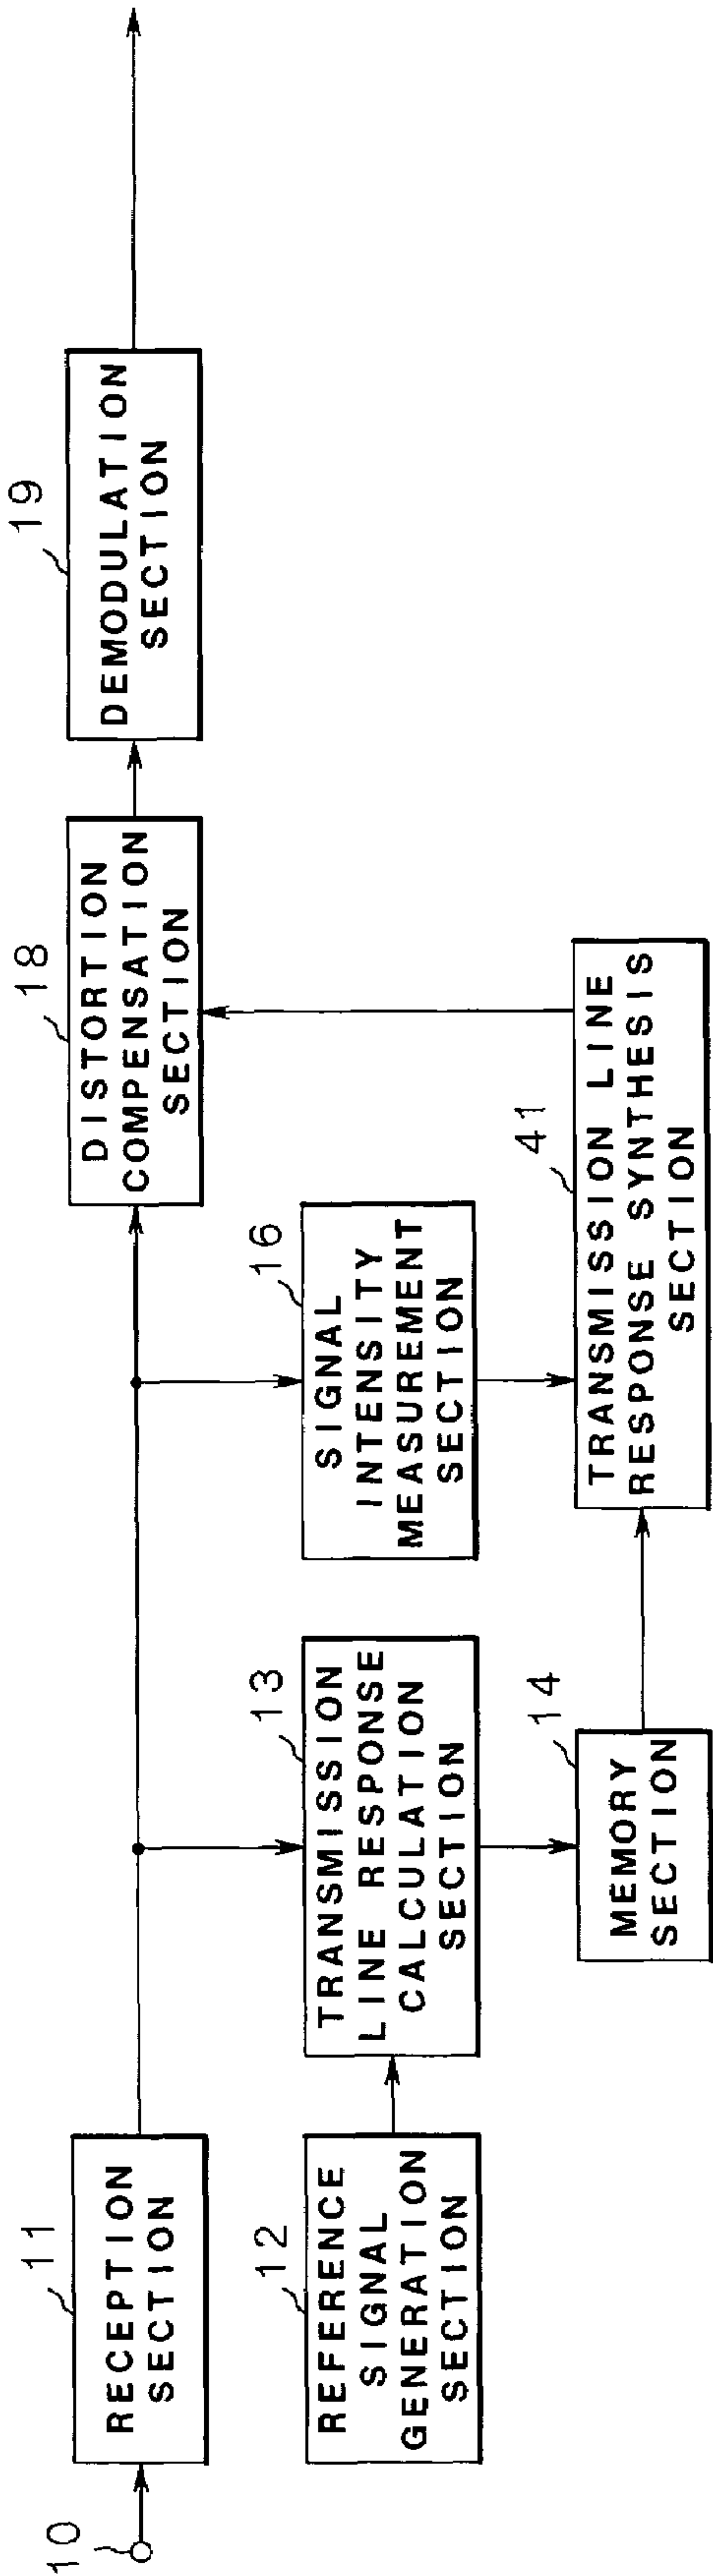 10
11
RECEPTION
SECTION
12
REFERENCE
SIGNAL
GENERATION
SECTION
13
TRANSMISSION
LINE RESPONSE
CALCULATION
SECTION
14
MEMORY
SECTION
16
SIGNAL
INTENSITY
MEASUREMENT
SECTION
41
TRANSMISSION LINE
RESPONSE SYNTHESIS
SECTION
18
DISTORTION
COMPENSATION
SECTION
19
DEMODULATION
SECTION